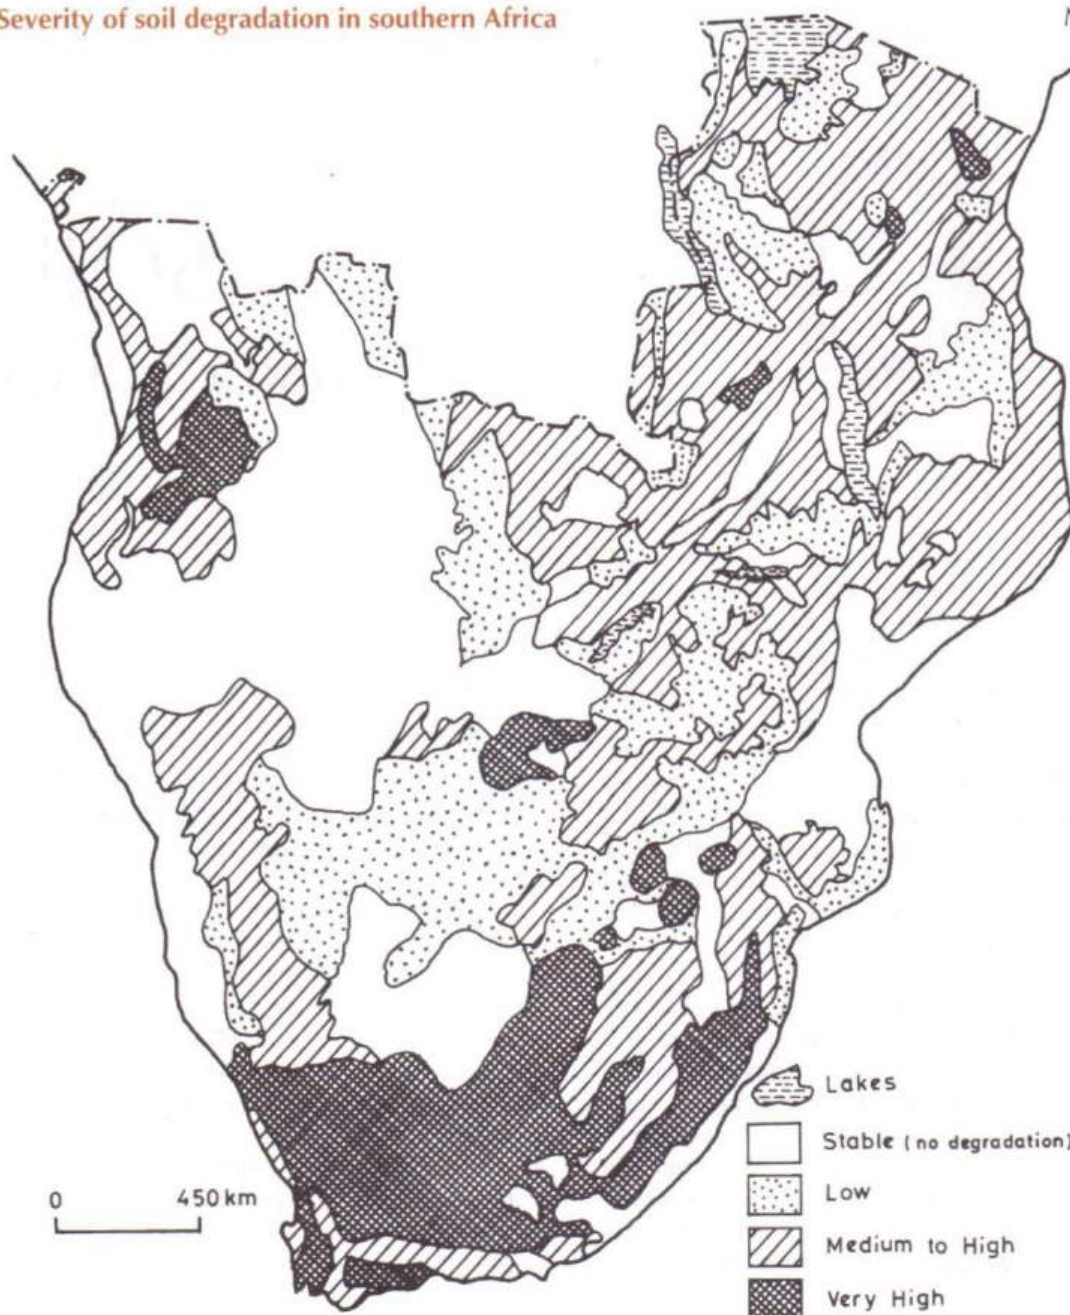 Severity of soil degradation in southern Africa
Lakes
Stable (no degradation)
Low
Medium to High
Very High
0 450 km